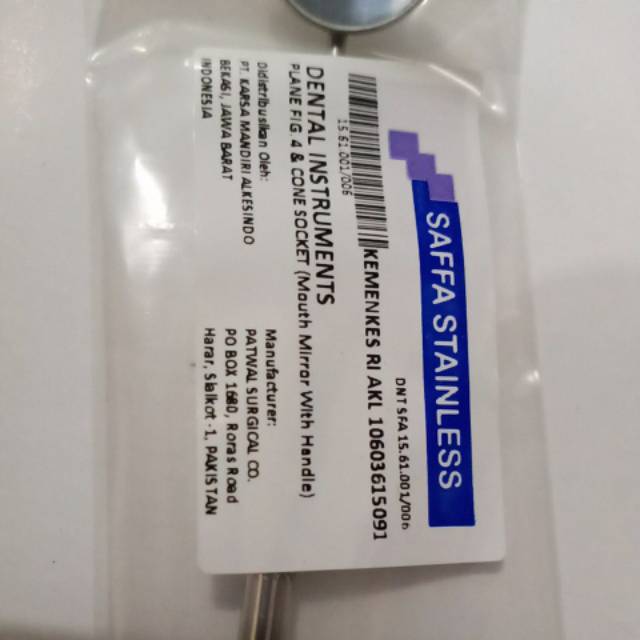 SAFFA STAINLESS
DNT SFA 15.61.001/006
KEMENKES RI AKL 10603615091
15.61.001/006
DENTAL INSTRUMENTS
PLANE FIG 4 & CONE SOCKET (Mouth Mirror With Handle)
Didistribusikan Oleh:
PT. KARSA MANDIRI ALKESINDO
BEKASI, JAWA BARAT
INDONESIA
Manufacturer:
PATWAL SURGICAL CO.
PO BOX 1680, Roras Road
Harar, Sialkot -1, PAKISTAN